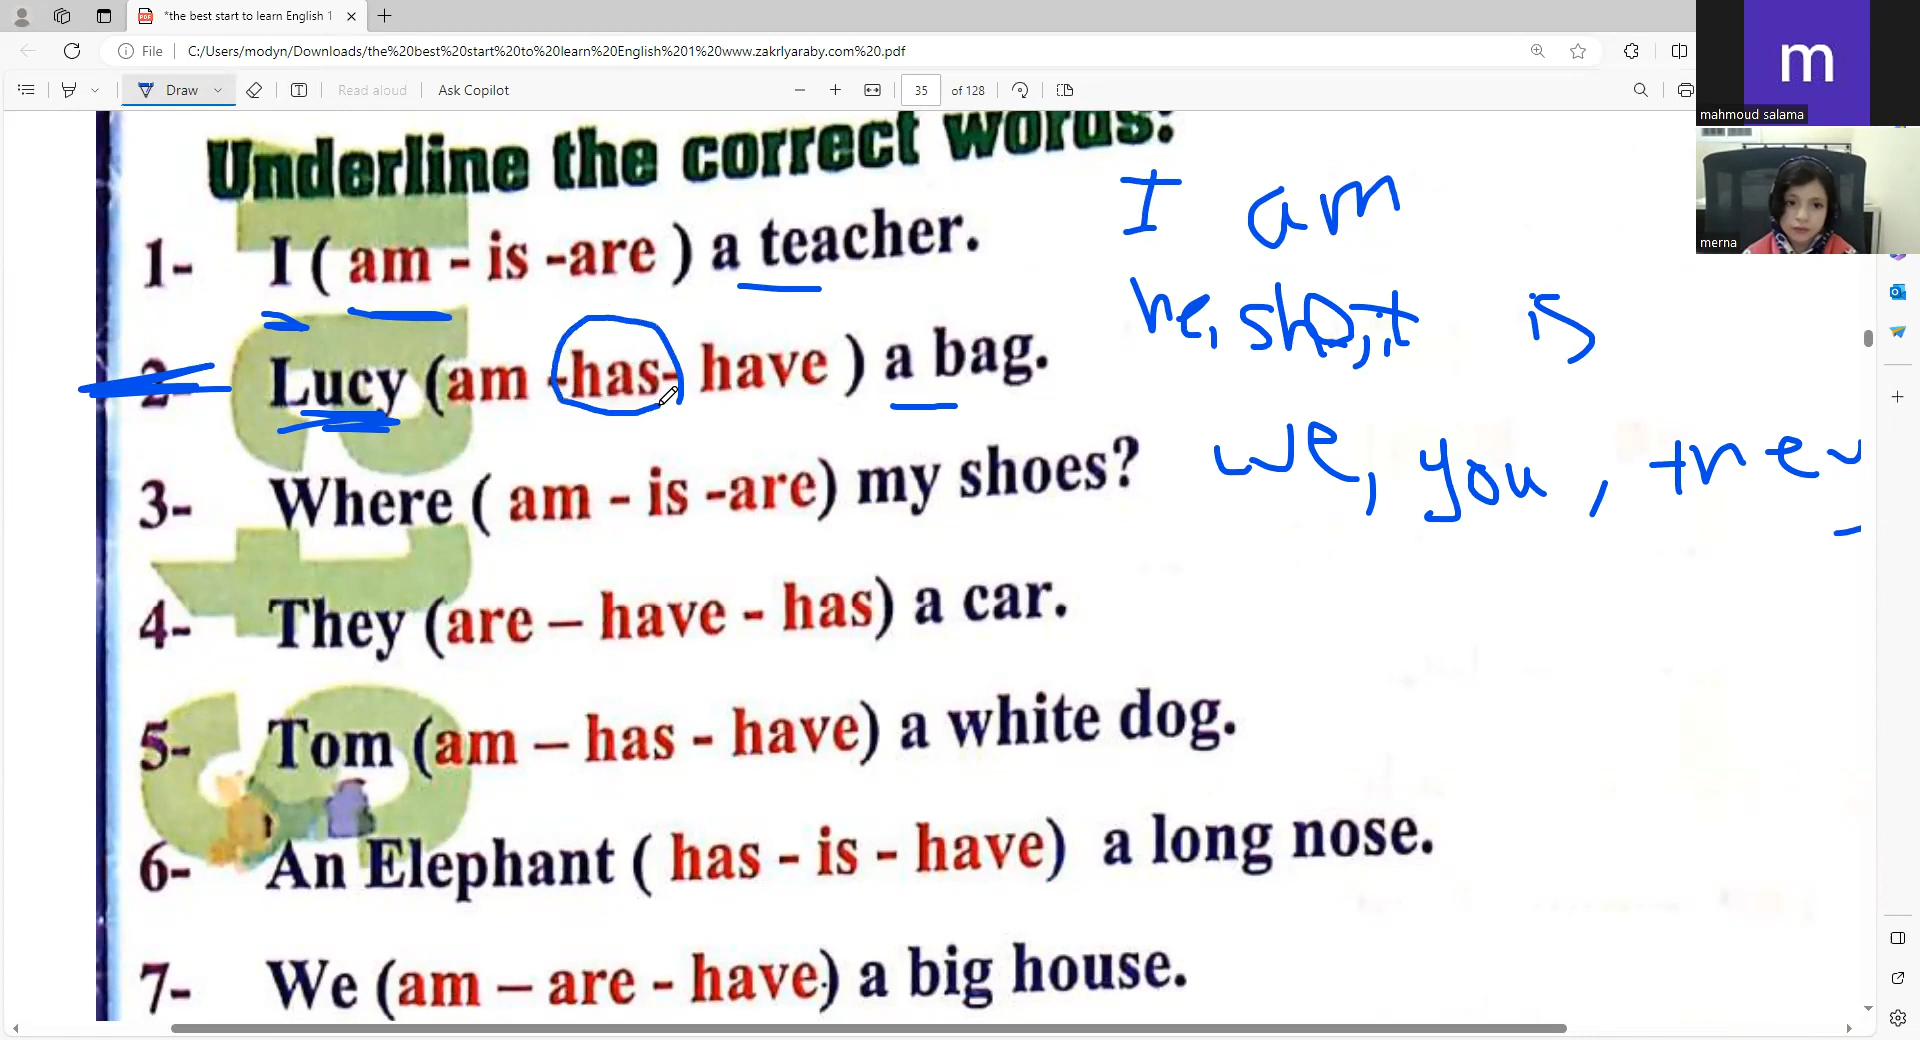 *the best start to learn English 1
File
C:/Users/modyn/Downloads/the%20best%20start%20to%20learn%20English%201%20www.zakrlyaraby.com%20.pdf
Draw
Read aloud
Ask Copilot
35
of 128
m
mahmoud salama
merna
Underline the correct words:
1- I ( am - is -are ) a teacher.
2- Lucy (am -has- have ) a bag.
3- Where ( am - is -are) my shoes?
4- They (are – have - has) a car.
5- Tom (am – has - have) a white dog.
6- An Elephant ( has - is - have) a long nose.
7- We (am – are - have) a big house.
I am
he, she, it is
we, you, they